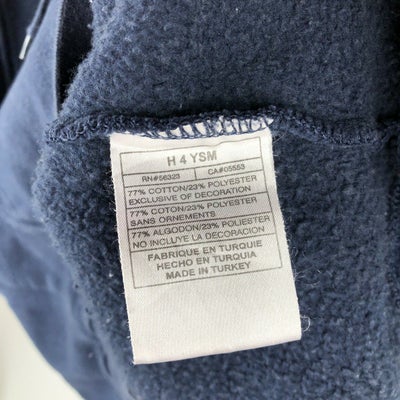 H 4 YSM
RN#56323 CA#05553
77% COTTON/23% POLYESTER
EXCLUSIVE OF DECORATION
77% COTTON/23% POLYESTER
SANS ORNEMENTS
77% ALGODON/23% POLIESTER
NO INCLUYE LA DECORACION
FABRIQUE EN TURQUIE
HECHO EN TURQUIA
MADE IN TURKEY